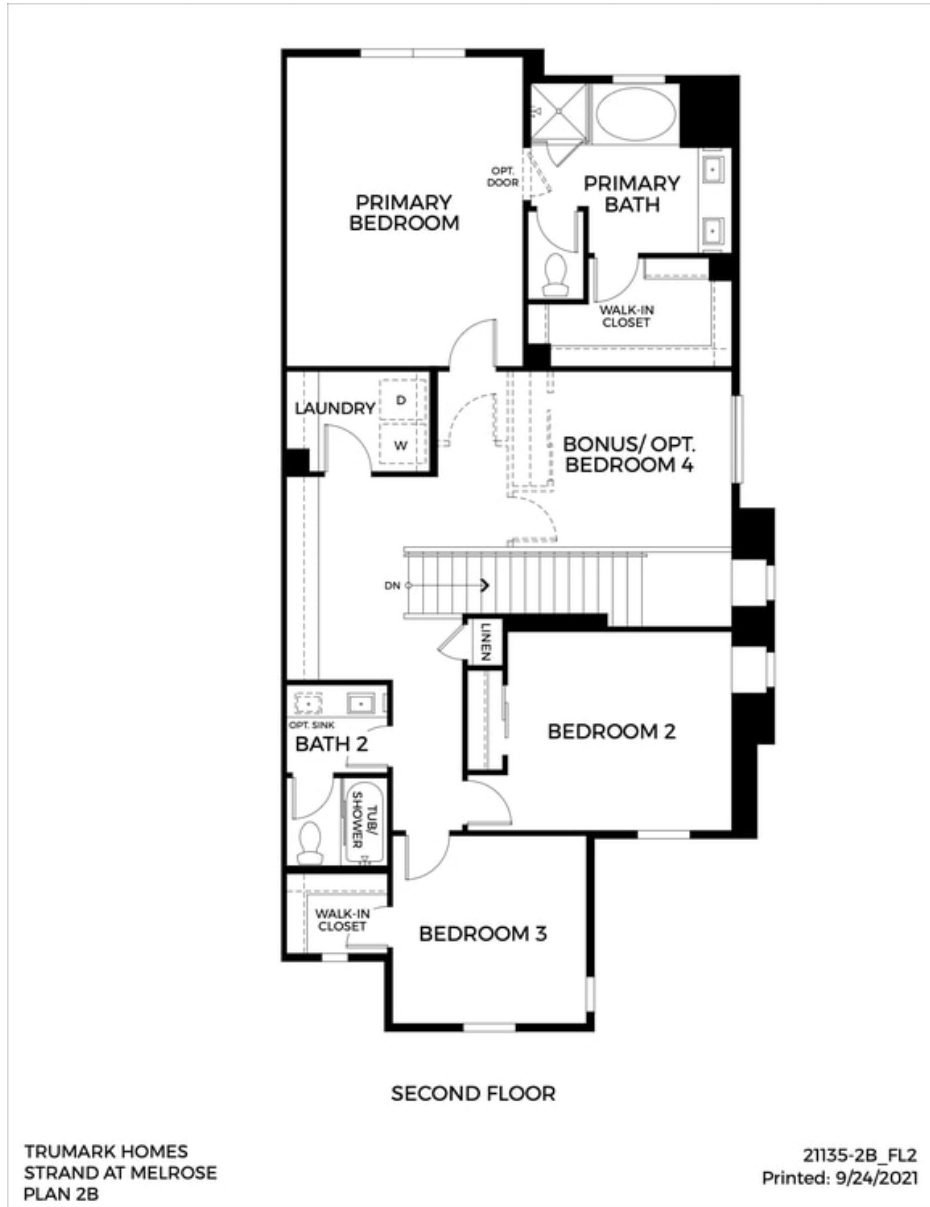 OPT.
DOOR
PRIMARY
BATH
PRIMARY
BEDROOM
WALK-IN
CLOSET
LAUNDRY
D
W
BONUS/ OPT.
BEDROOM 4
DN
LINEN
OPT. SINK
BATH 2
BEDROOM 2
TUB/
SHOWER
WALK-IN
CLOSET
BEDROOM 3
SECOND FLOOR
TRUMARK HOMES
STRAND AT MELROSE
PLAN 2B
21135-2B_FL2
Printed: 9/24/2021